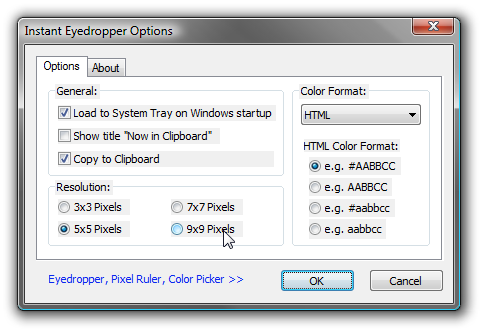 Instant Eyedropper Options
Options
About
General:
Load to System Tray on Windows startup
Show title "Now in Clipboard"
Copy to Clipboard
Resolution:
3x3 Pixels
7x7 Pixels
5x5 Pixels
9x9 Pixels
Color Format:
HTML
HTML Color Format:
e.g. #AABBCC
e.g. AABBCC
e.g. #aabbcc
e.g. aabbcc
Eyedropper, Pixel Ruler, Color Picker >>
OK
Cancel